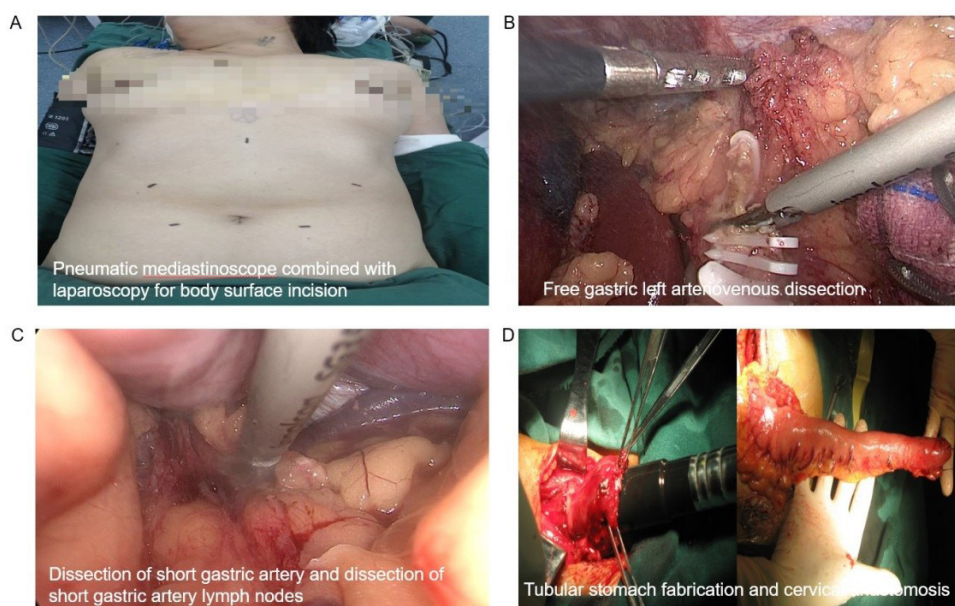 A
B
Pneumatic mediastinoscope combined with
laparoscopy for body surface incision
Free gastric left arteriovenous dissection
C
D
Dissection of short gastric artery and dissection of
short gastric artery lymph nodes
Tubular stomach fabrication and cervical anastomosis